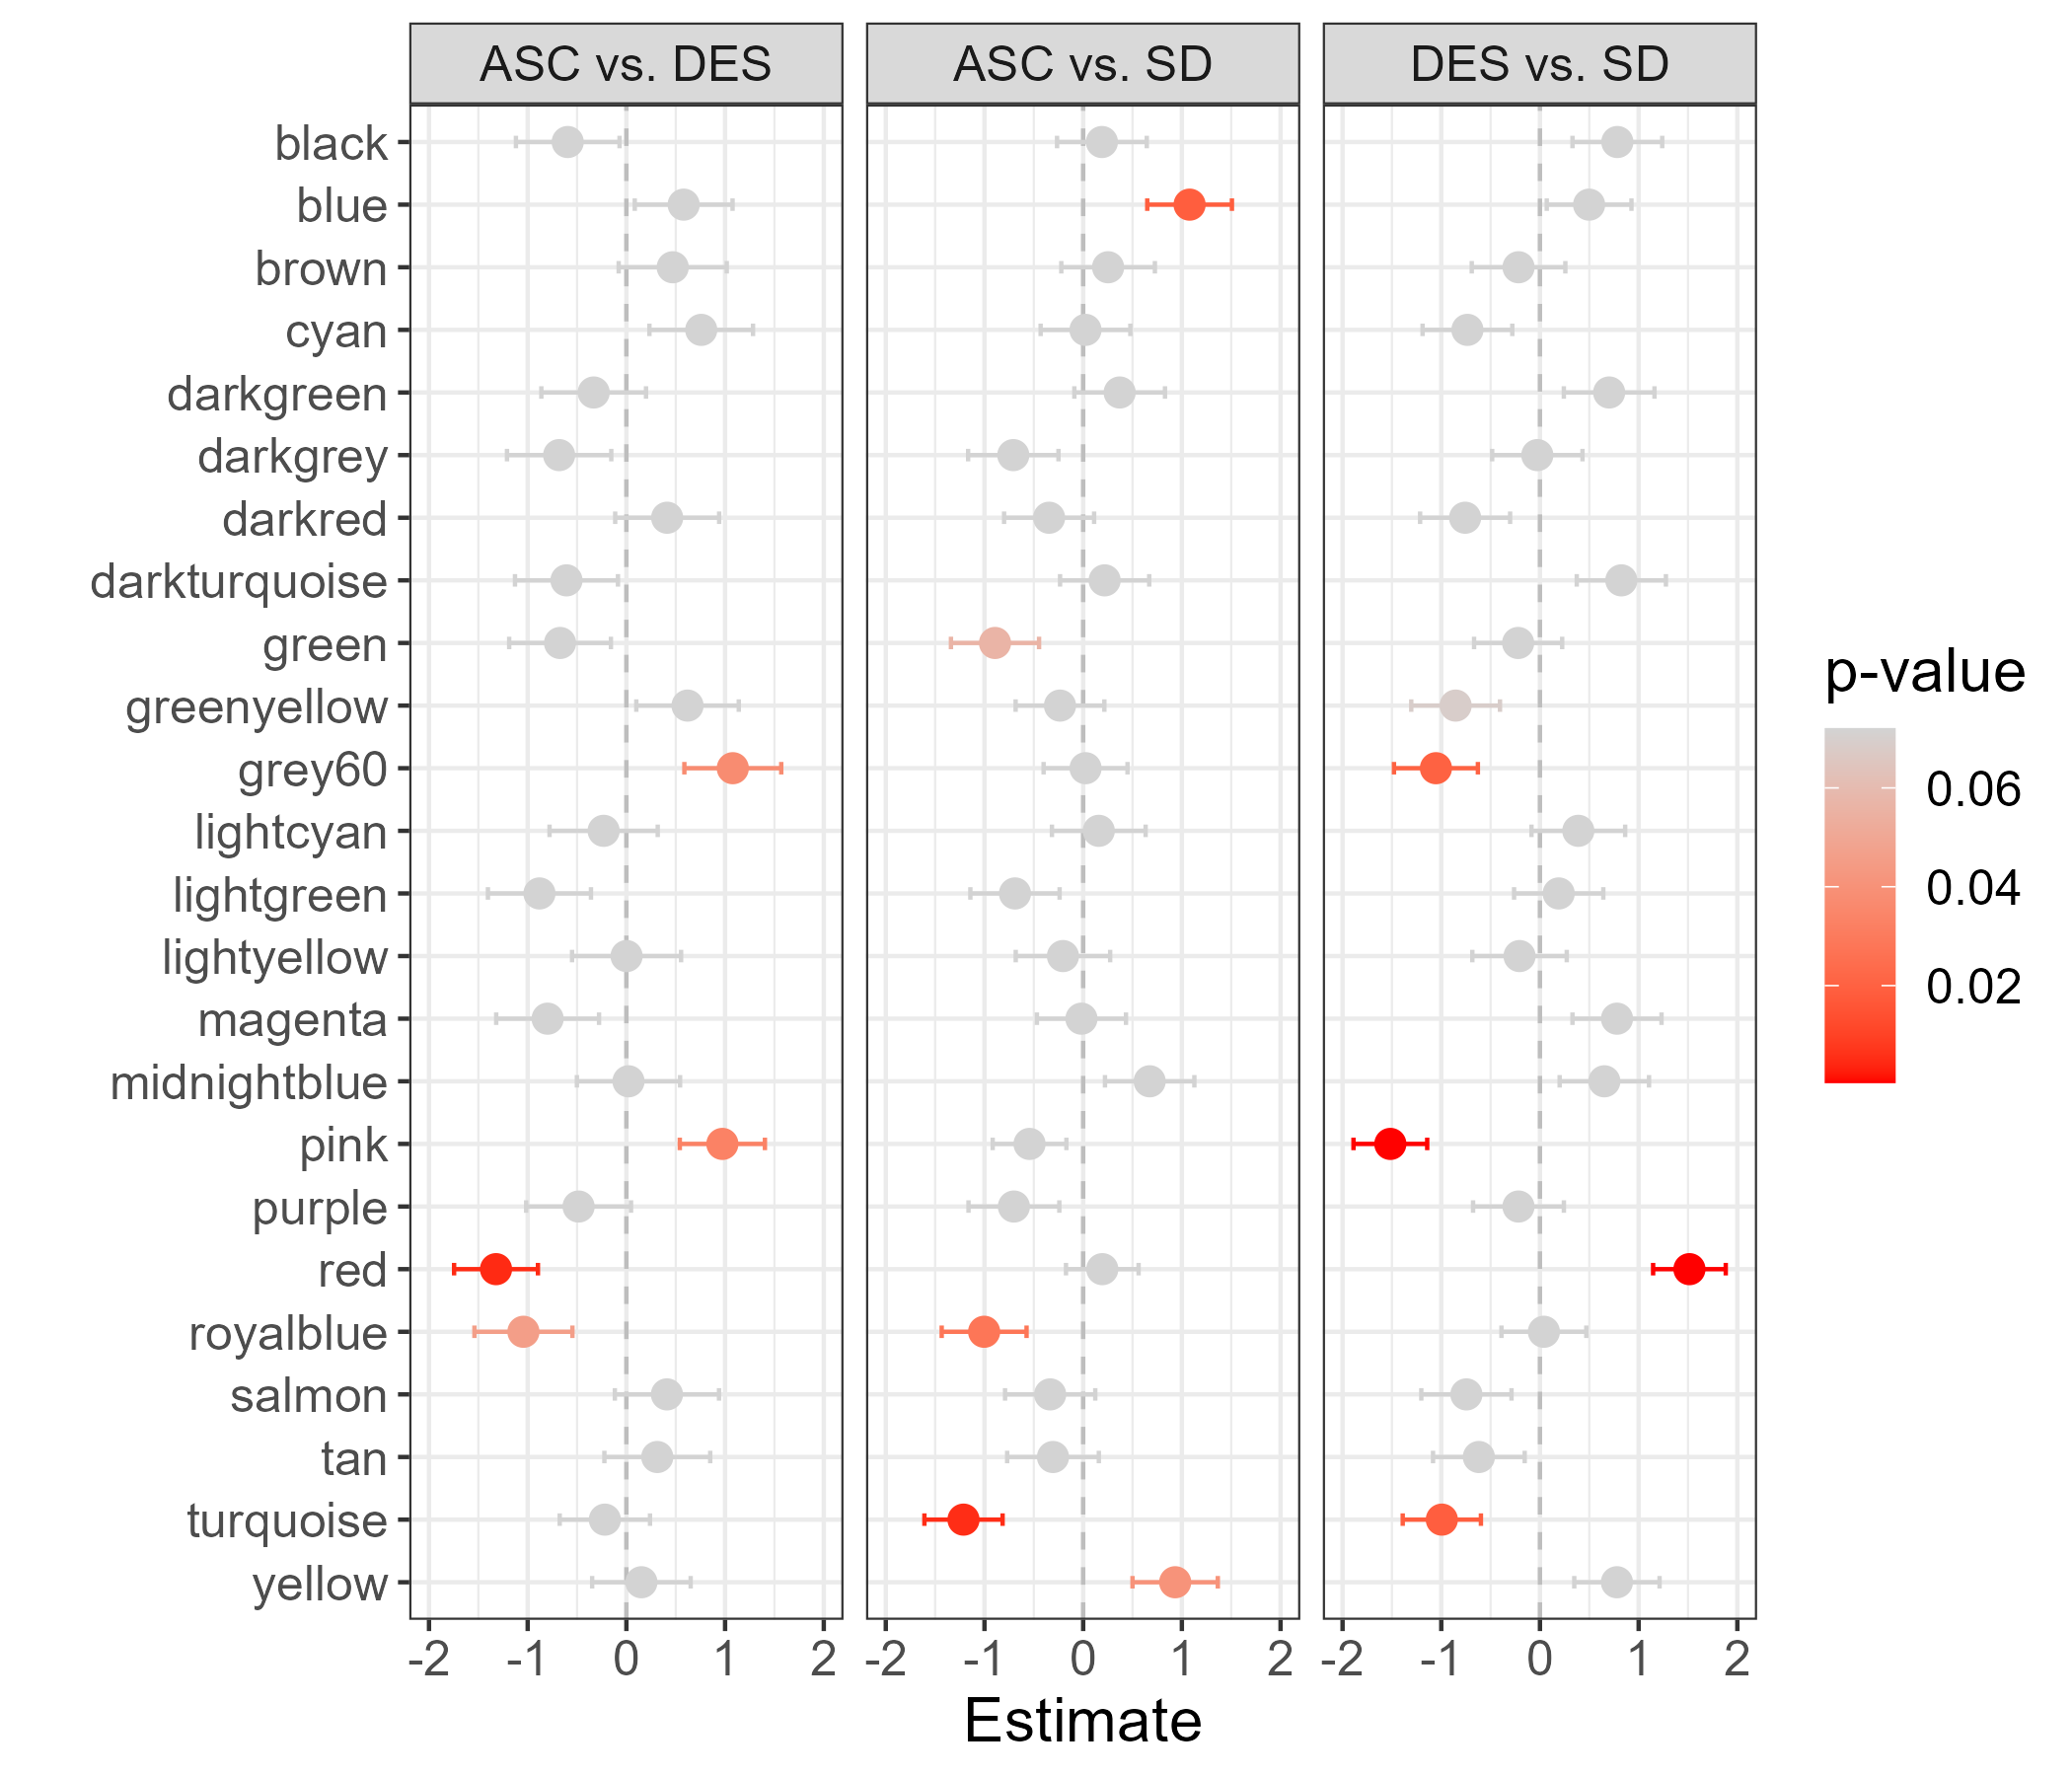 ASC vs. DES
ASC vs. SD
DES vs. SD
black
blue
brown
cyan
darkgreen
darkgrey
darkred
darkturquoise
green
greenyellow
grey60
lightcyan
lightgreen
lightyellow
magenta
midnightblue
pink
purple
red
royalblue
salmon
tan
turquoise
yellow
-2 -1 0 1 2
-2 -1 0 1 2
-2 -1 0 1 2
Estimate
p-value
0.06
0.04
0.02